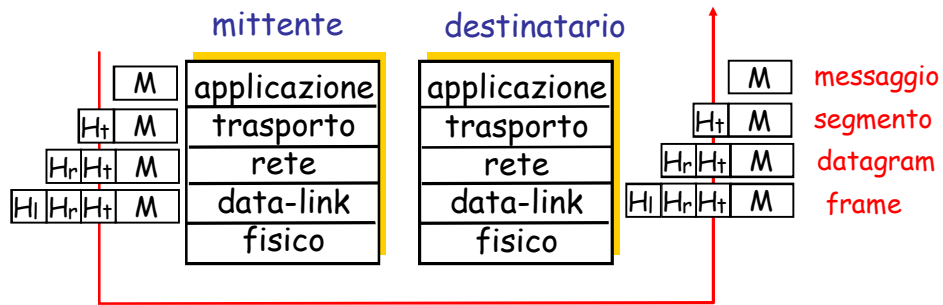 mittente destinatario
M applicazione applicazione M messaggio
Ht M trasporto trasporto Ht M segmento
Hr Ht M rete rete Hr Ht M datagram
Hl Hr Ht M data-link data-link Hl Hr Ht M frame
fisico fisico